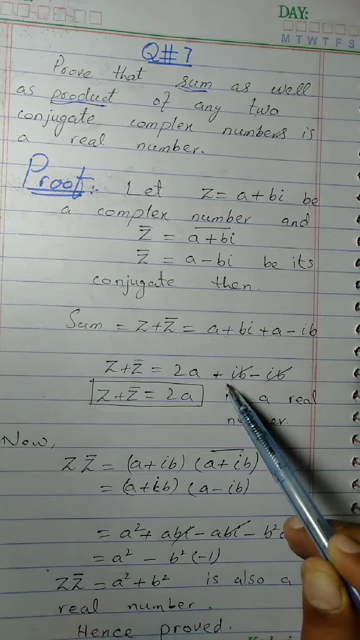 DAY:
M T W T F S
Q#7
Prove that sum as well
as product of any two
conjugate complex numbers is
a real number.
Proof:- Let z = a + bi be
a complex number and
z̅ = \overline{a + bi}
z̅ = a - bi be its
conjugate then.
Sum = z + z̅ = a + bi + a - ib
z + z̅ = 2a + ib - ib
z + z̅ = 2a a real
number.
Now,
z z̅ = (a + ib) (\overline{a + ib})
= (a + ib) (a - ib)
= a² + abi - abi - b²
= a² - b² (-1)
z z̅ = a² + b² is also a
real number.
Hence proved.